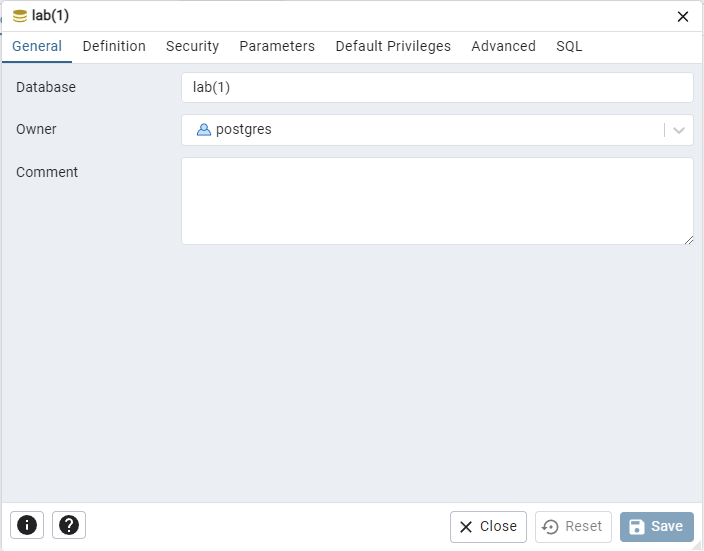 lab(1)
General Definition Security Parameters Default Privileges Advanced SQL
Database lab(1)
Owner postgres
Comment
Close Reset Save